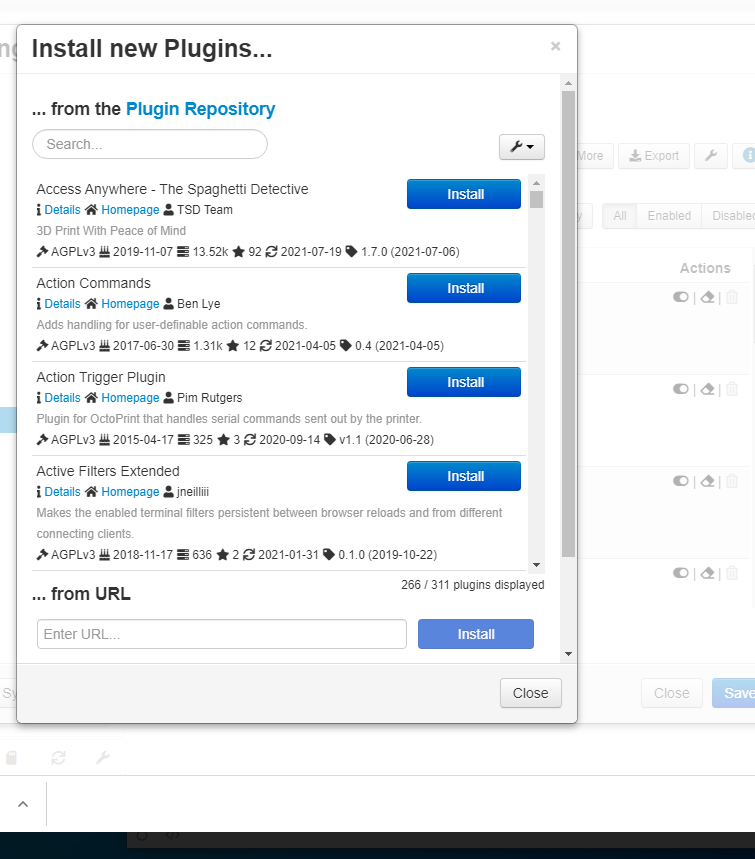 Install new Plugins...
×
... from the Plugin Repository
Search...
Access Anywhere - The Spaghetti Detective
Install
Details Homepage TSD Team
3D Print With Peace of Mind
AGPLv3 2019-11-07 13.52k 92 2021-07-19 1.7.0 (2021-07-06)
Action Commands
Install
Details Homepage Ben Lye
Adds handling for user-definable action commands.
AGPLv3 2017-06-30 1.31k 12 2021-04-05 0.4 (2021-04-05)
Action Trigger Plugin
Install
Details Homepage Pim Rutgers
Plugin for OctoPrint that handles serial commands sent out by the printer.
AGPLv3 2015-04-17 325 3 2020-09-14 v1.1 (2020-06-28)
Active Filters Extended
Install
Details Homepage jneilliii
Makes the enabled terminal filters persistent between browser reloads and from different
connecting clients.
AGPLv3 2018-11-17 636 2 2021-01-31 0.1.0 (2019-10-22)
266 / 311 plugins displayed
... from URL
Enter URL...
Install
Close
More
Export
All
Enabled
Disabled
Actions
| |
| |
| |
| |
Sy
Close
Save